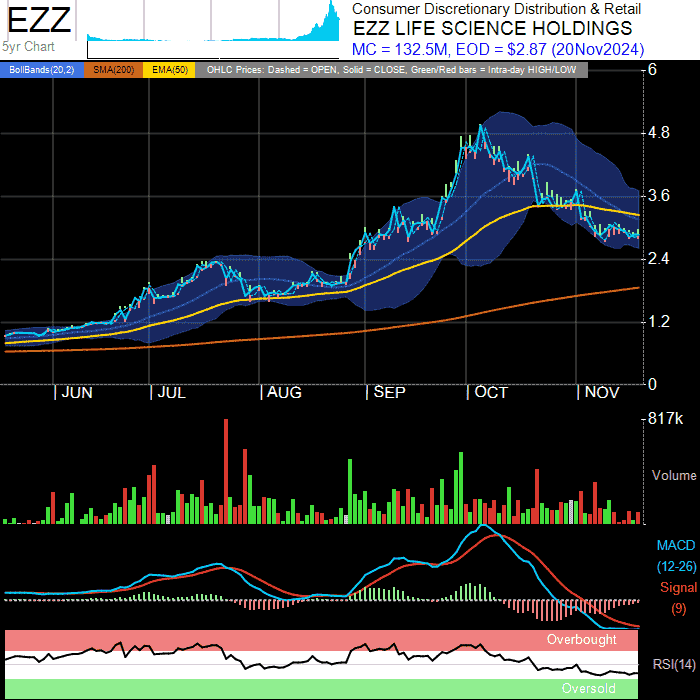 EZZ
5yr Chart
Consumer Discretionary Distribution & Retail
EZZ LIFE SCIENCE HOLDINGS
MC = 132.5M, EOD = $2.87 (20Nov2024)
BollBands(20,2) SMA(200) EMA(50) OHLC Prices: Dashed = OPEN, Solid = CLOSE, Green/Red bars = Intra-day HIGH/LOW
6
4.8
3.6
2.4
1.2
0
| JUN | JUL | AUG | SEP | OCT | NOV
817k
Volume
MACD
(12-26)
Signal
(9)
Overbought
RSI(14)
Oversold